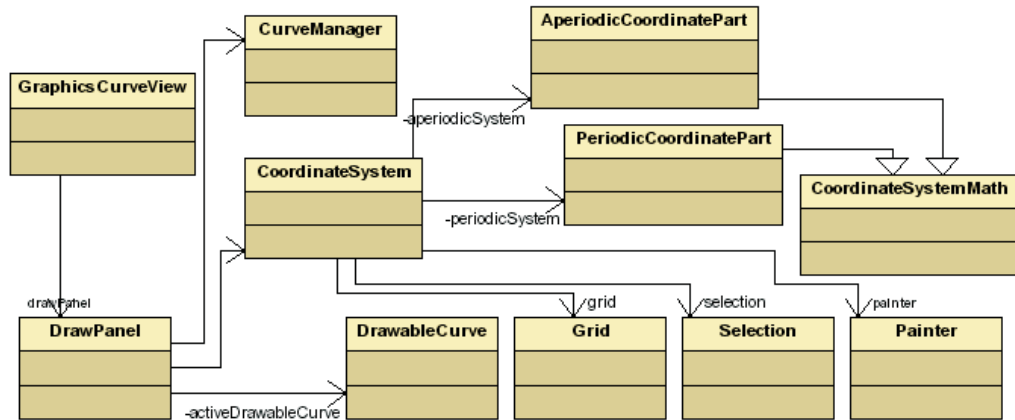 AperiodicCoordinatePart
CurveManager
GraphicsCurveView
-aperiodicSystem
PeriodicCoordinatePart
CoordinateSystem
CoordinateSystemMath
-periodicSystem
drawPanel
grid
selection
painter
DrawPanel
DrawableCurve
Grid
Selection
Painter
-activeDrawableCurve